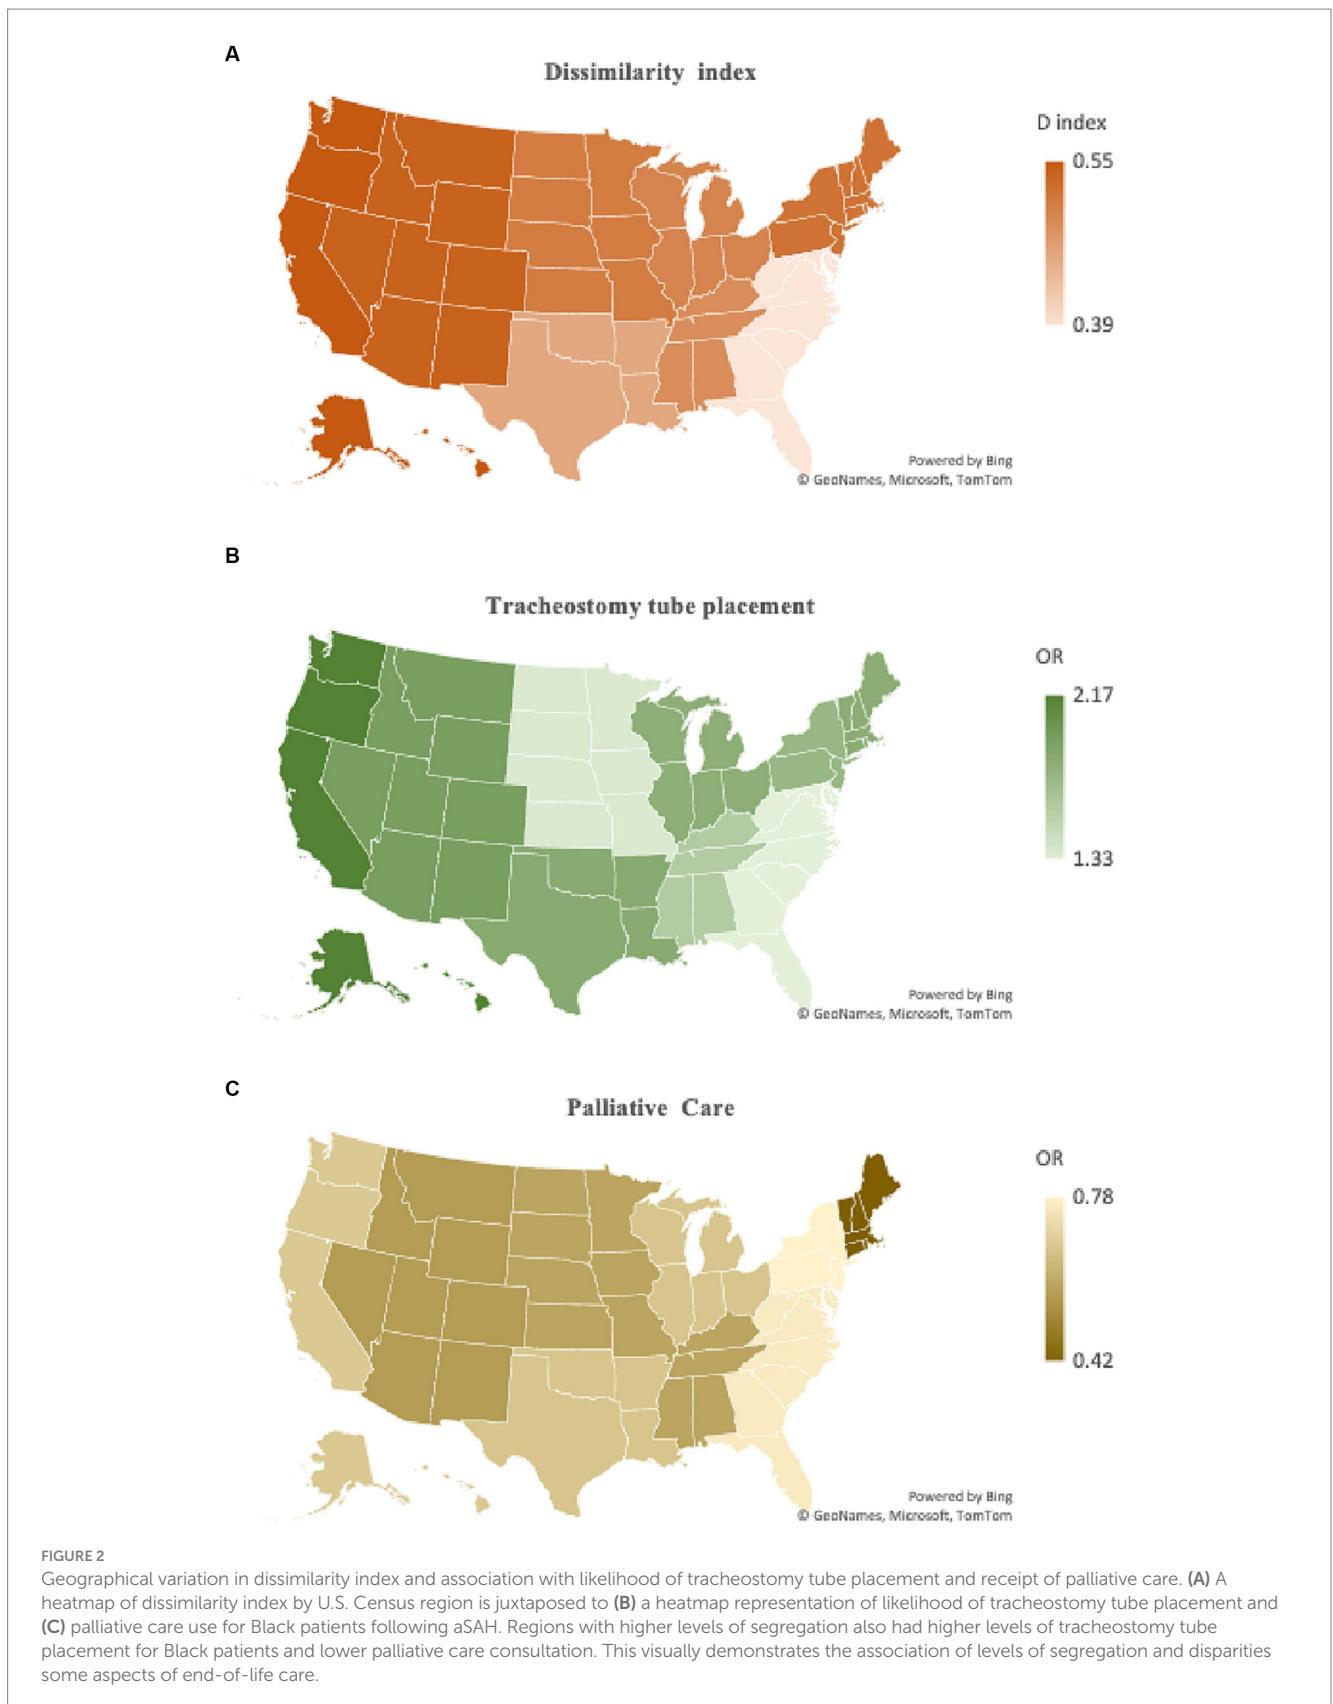 A
Dissimilarity index
D index
0.55
0.39
Powered by Bing
© GeoNames, Microsoft, TomTom
B
Tracheostomy tube placement
OR
2.17
1.33
Powered by Bing
© GeoNames, Microsoft, TomTom
C
Palliative Care
OR
0.78
0.42
Powered by Bing
© GeoNames, Microsoft, TomTom
FIGURE 2
Geographical variation in dissimilarity index and association with likelihood of tracheostomy tube placement and receipt of palliative care. (A) A
heatmap of dissimilarity index by U.S. Census region is juxtaposed to (B) a heatmap representation of likelihood of tracheostomy tube placement and
(C) palliative care use for Black patients following aSAH. Regions with higher levels of segregation also had higher levels of tracheostomy tube
placement for Black patients and lower palliative care consultation. This visually demonstrates the association of levels of segregation and disparities
some aspects of end-of-life care.